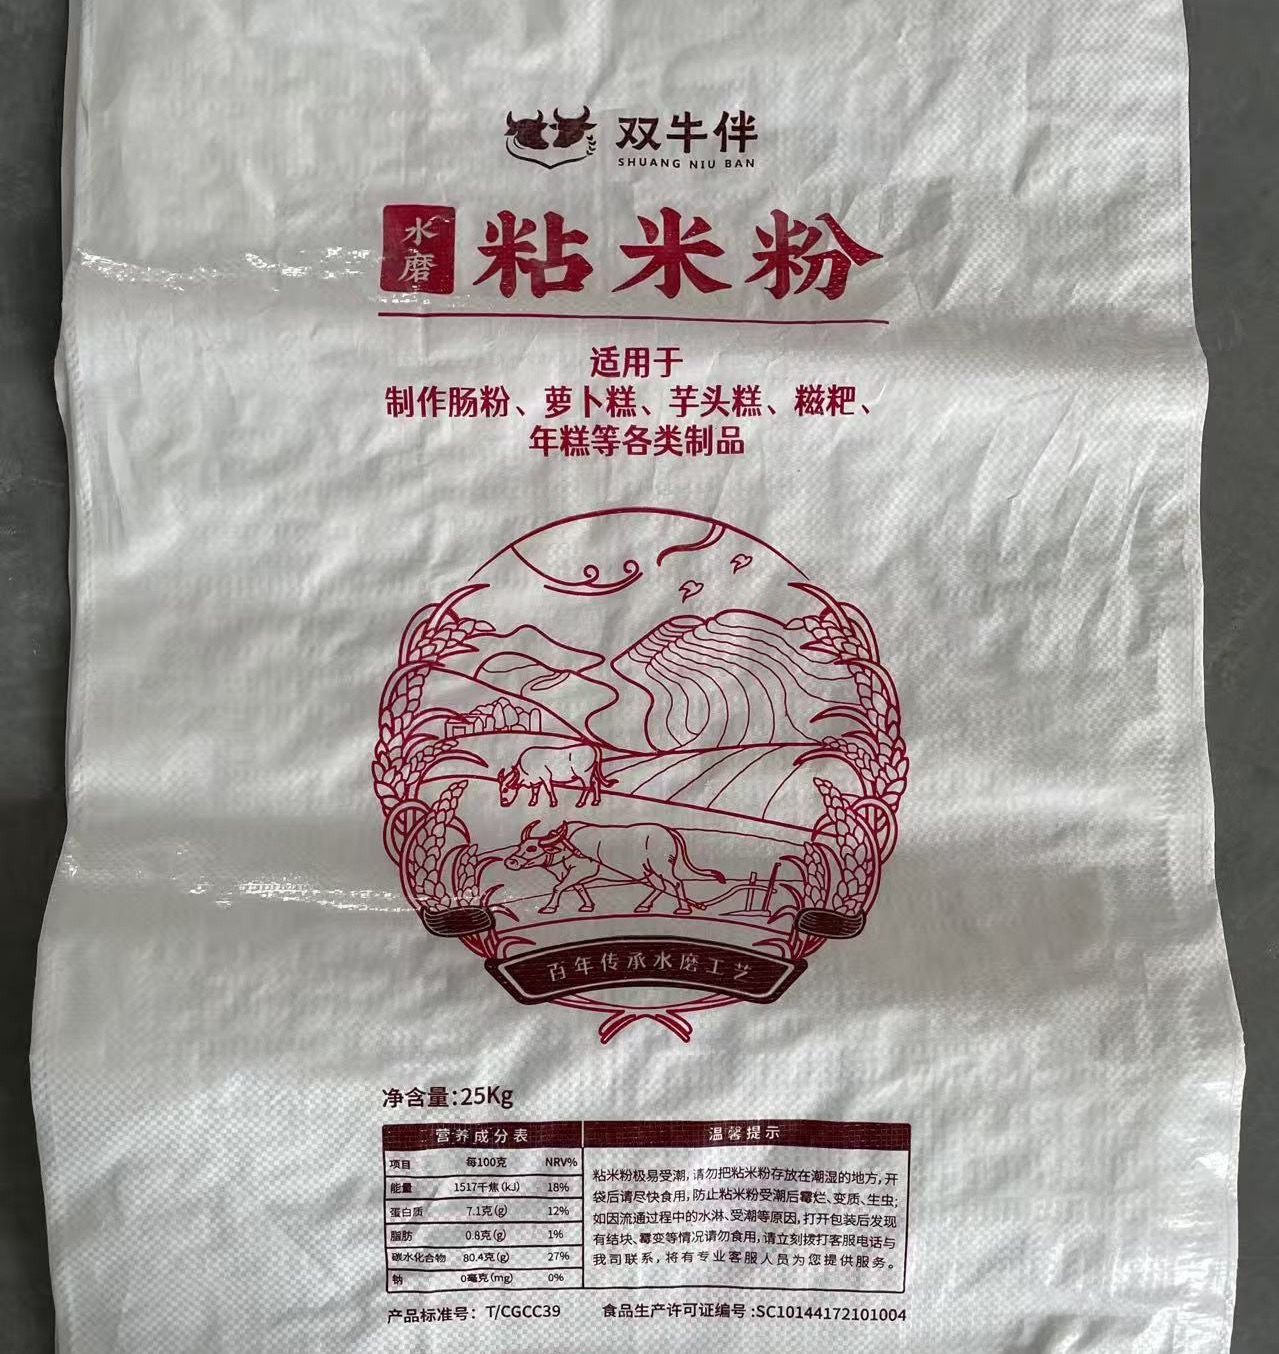 双牛伴
SHUANG NIU BAN
水磨
粘米粉
适用于
制作肠粉、萝卜糕、芋头糕、糍粑、
年糕等各类制品
百年传承水磨工艺
净含量:25Kg
营养成分表
项目 每100克 NRV%
能量 1517千焦(kJ) 18%
蛋白质 7.1克(g) 12%
脂肪 0.8克(g) 1%
碳水化合物 80.4克(g) 27%
钠 0毫克(mg) 0%
温馨提示
粘米粉极易受潮,请勿把粘米粉存放在潮湿的地方,开
袋后请尽快食用,防止粘米粉受潮后霉烂、变质、生虫;
如因流通过程中的水淋、受潮等原因,打开包装后发现
有结块、霉变等情况请勿食用,请立刻拨打客服电话与
我司联系,将有专业客服人员为您提供服务。
产品标准号: T/CGCC39
食品生产许可证编号:SC10144172101004